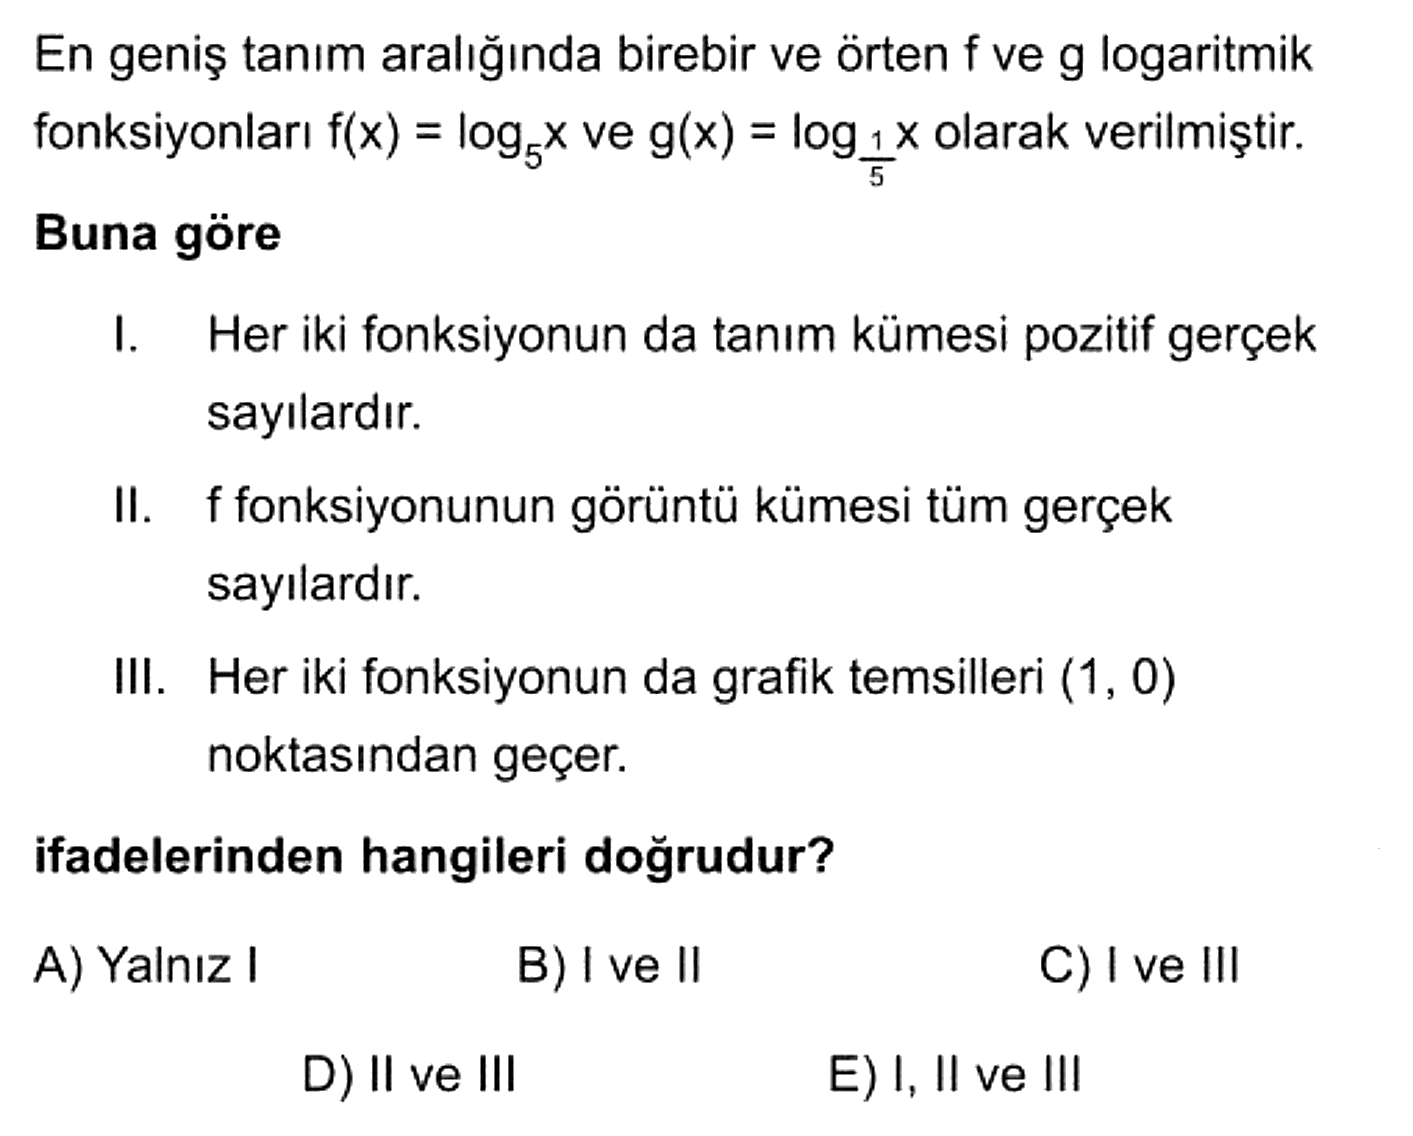 En geniş tanım aralığında birebir ve örten f ve g logaritmik
fonksiyonları f(x) = log₅x ve g(x) = log_(1/5) x olarak verilmiştir.
Buna göre
I. Her iki fonksiyonun da tanım kümesi pozitif gerçek
sayılardır.
II. f fonksiyonunun görüntü kümesi tüm gerçek
sayılardır.
III. Her iki fonksiyonun da grafik temsilleri (1, 0)
noktasından geçer.
ifadelerinden hangileri doğrudur?
A) Yalnız I B) I ve II C) I ve III
D) II ve III E) I, II ve III